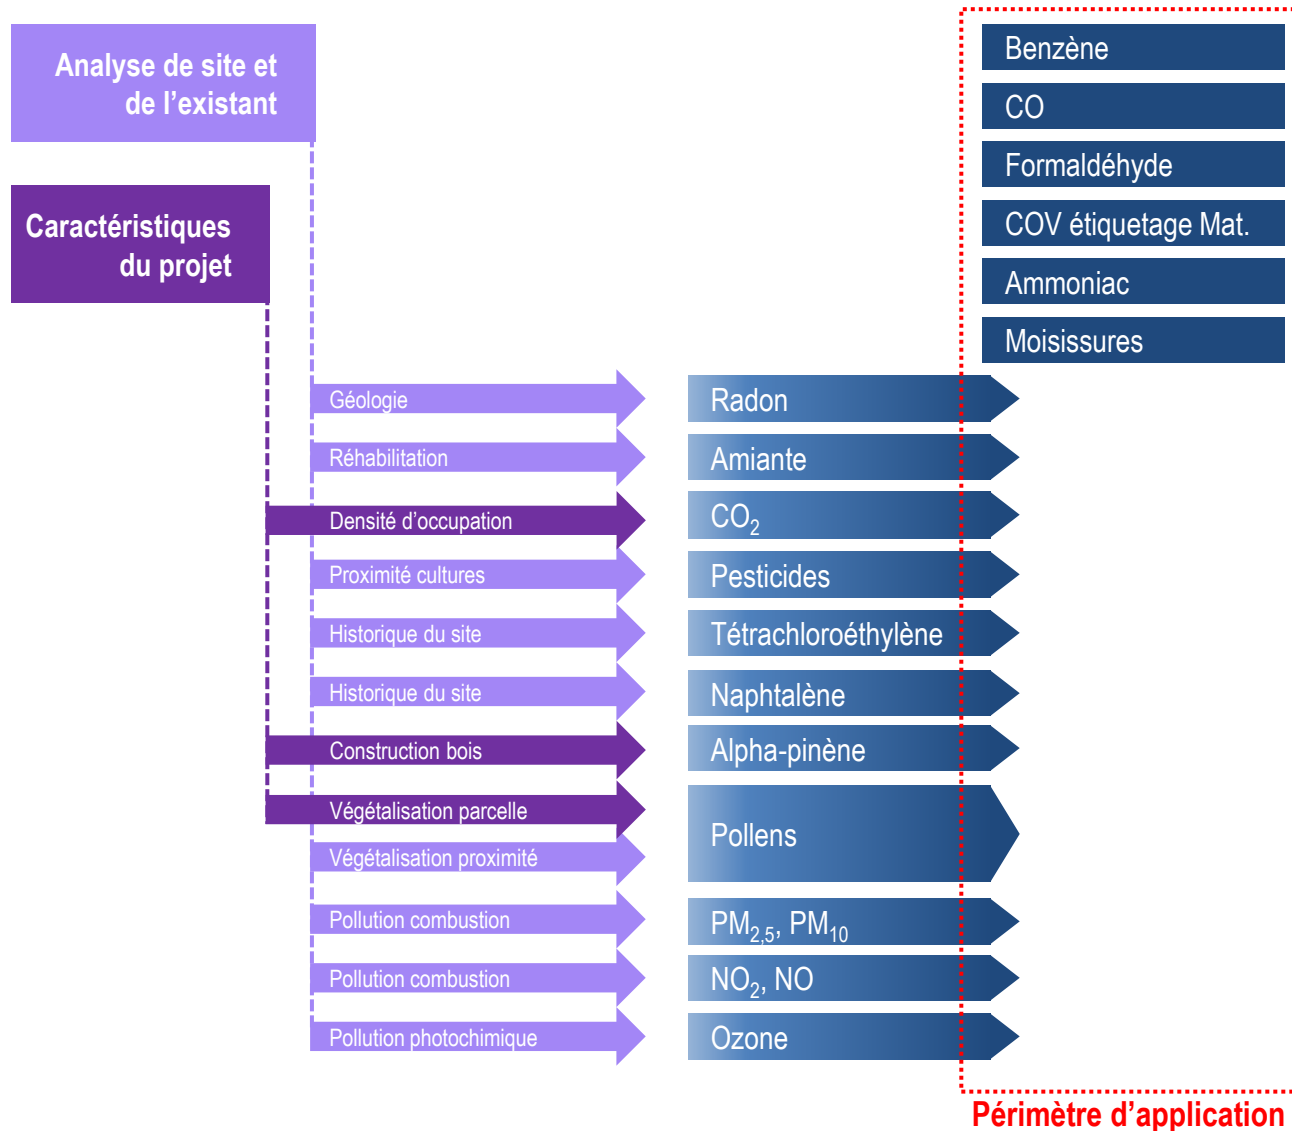 Analyse de site et
de l’existant
Caractéristiques
du projet
Benzène
CO
Formaldéhyde
COV étiquetage Mat.
Ammoniac
Moisissures
Géologie
Radon
Réhabilitation
Amiante
Densité d’occupation
CO₂
Proximité cultures
Pesticides
Historique du site
Tétrachloroéthylène
Historique du site
Naphtalène
Construction bois
Alpha-pinène
Végétalisation parcelle
Végétalisation proximité
Pollens
Pollution combustion
PM₂,₅, PM₁₀
Pollution combustion
NO₂, NO
Pollution photochimique
Ozone
Périmètre d’application